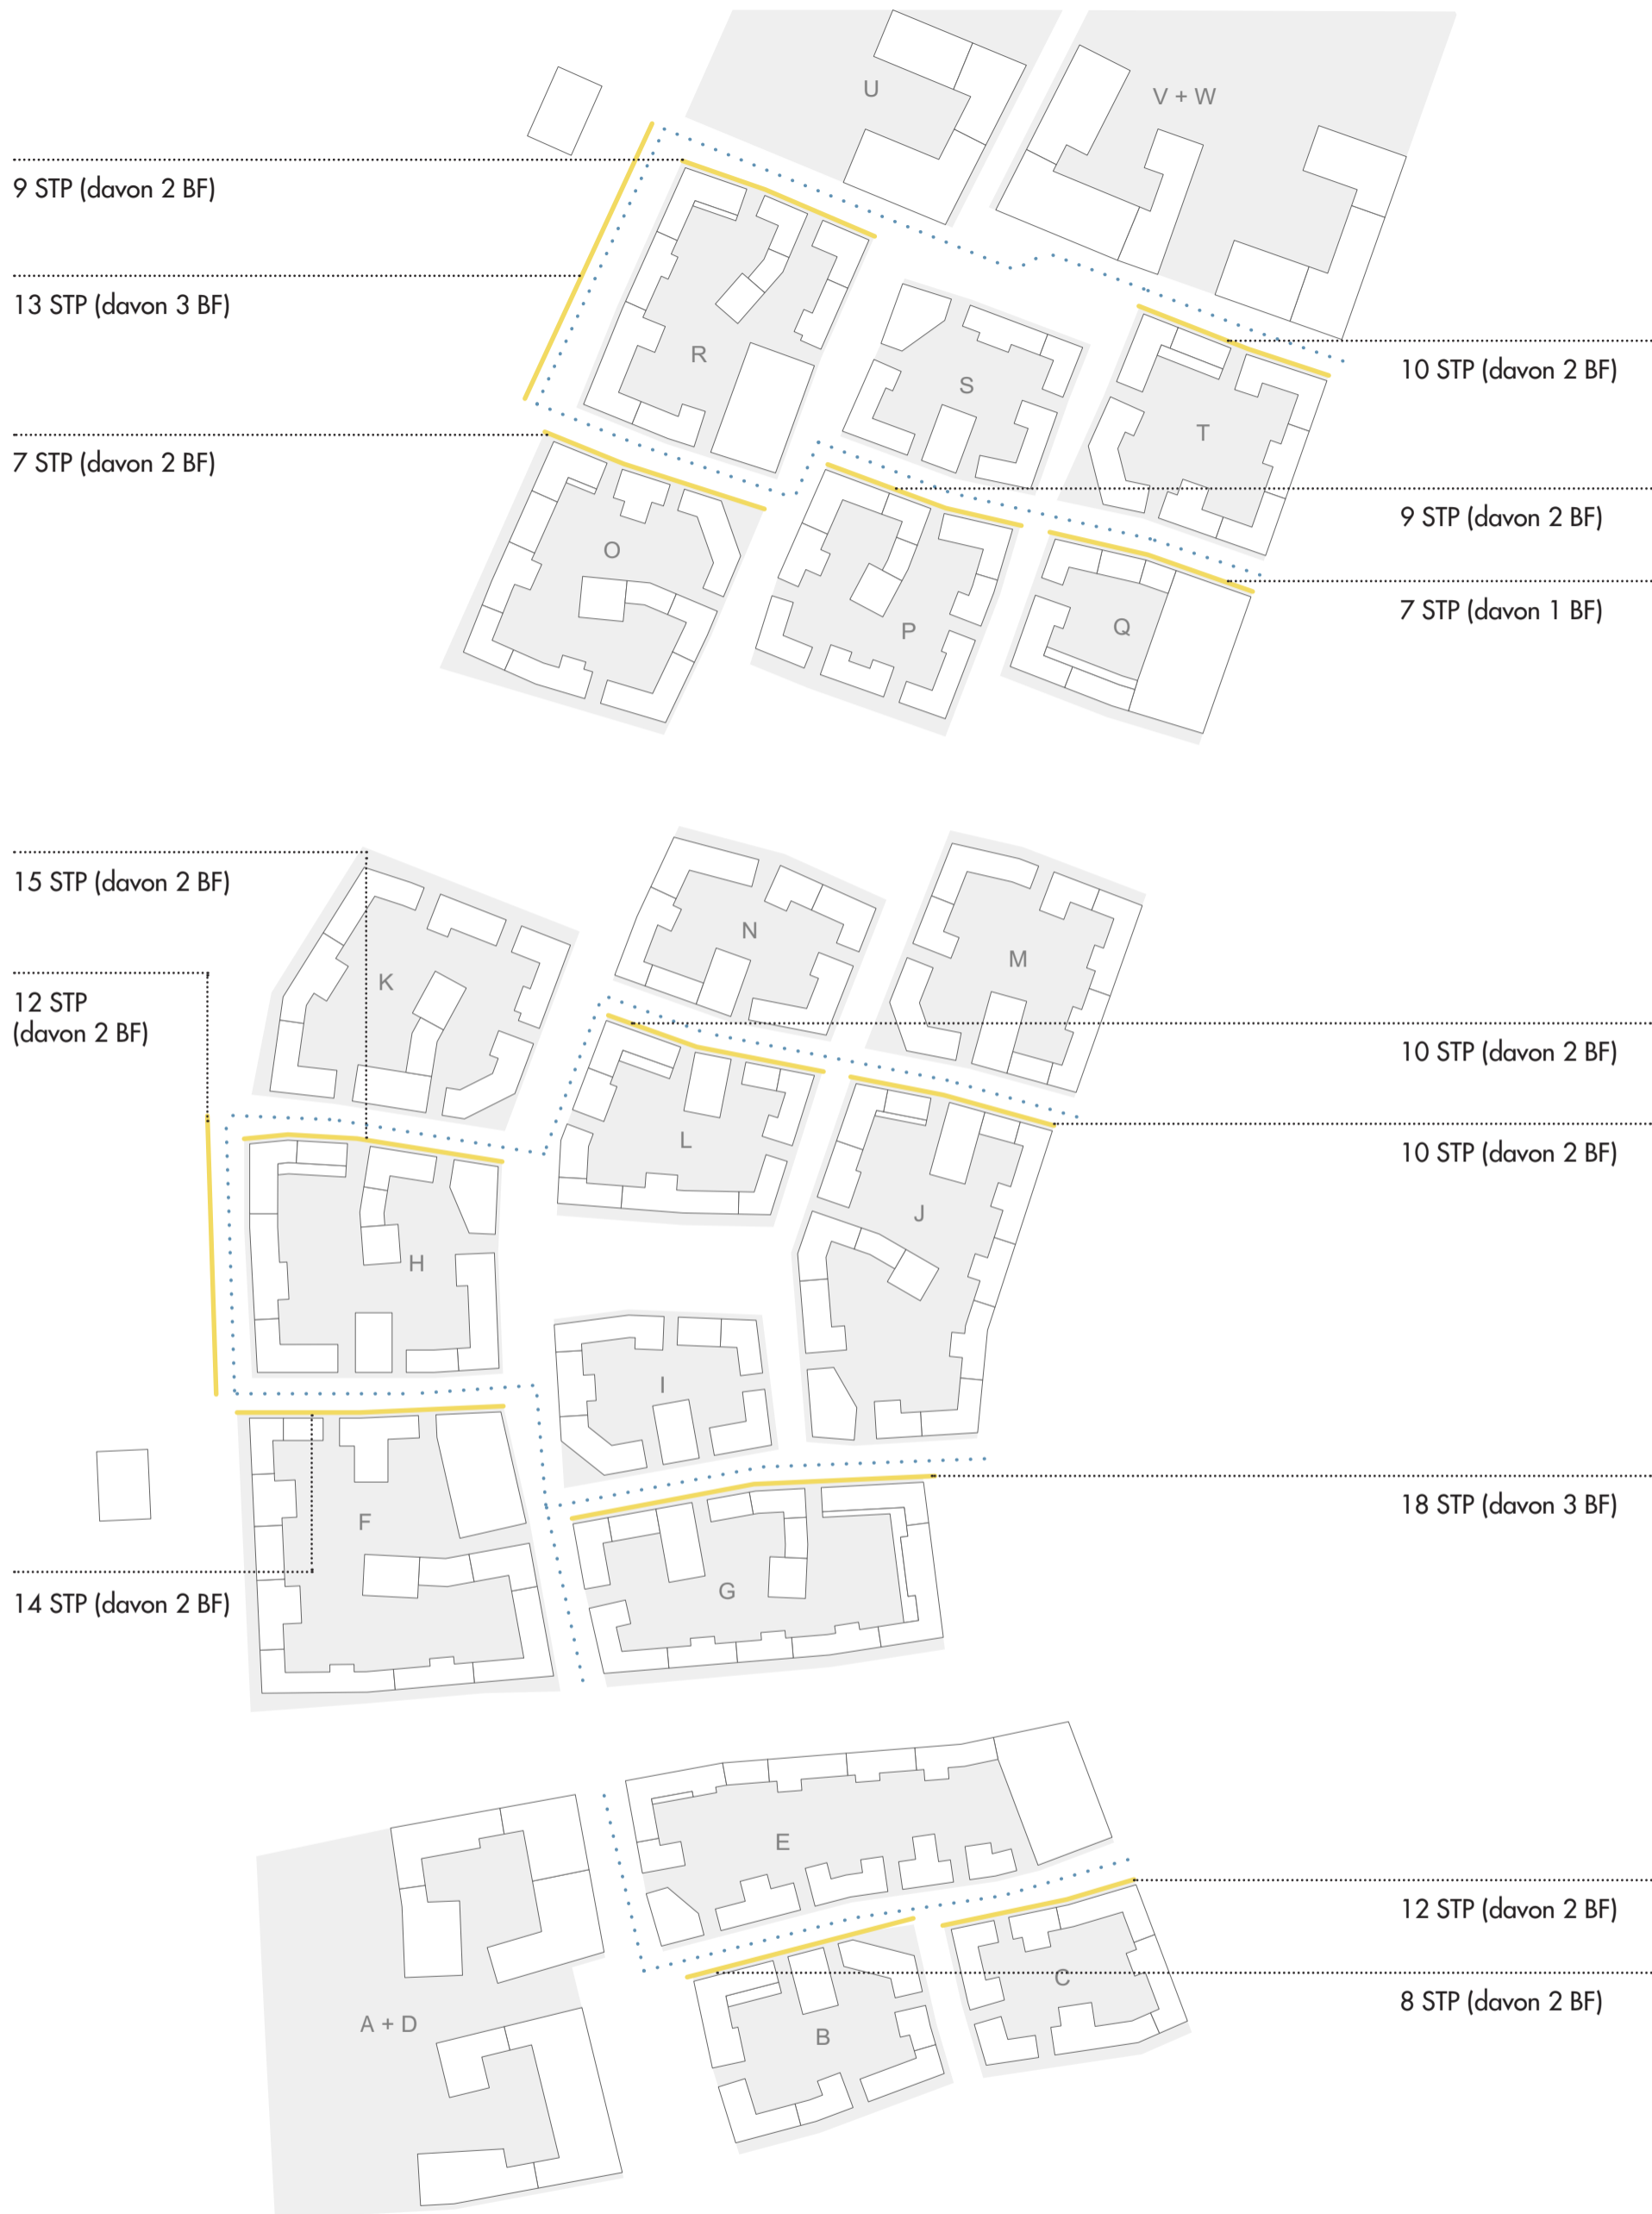 U
V + W
9 STP (davon 2 BF)
13 STP (davon 3 BF)
R
10 STP (davon 2 BF)
S
T
7 STP (davon 2 BF)
9 STP (davon 2 BF)
O
P
Q
7 STP (davon 1 BF)
15 STP (davon 2 BF)
N
M
K
12 STP
(davon 2 BF)
10 STP (davon 2 BF)
L
10 STP (davon 2 BF)
J
H
I
18 STP (davon 3 BF)
F
G
14 STP (davon 2 BF)
E
12 STP (davon 2 BF)
C
8 STP (davon 2 BF)
A + D
B